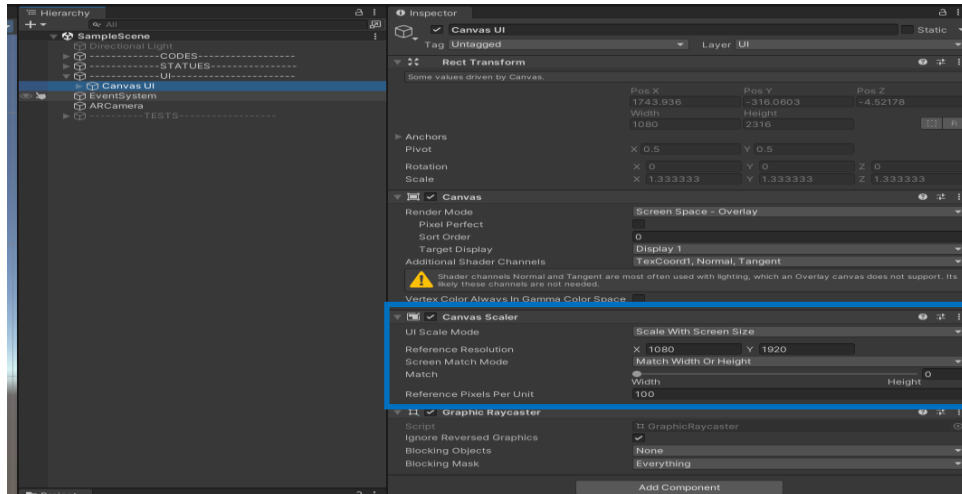 Hierarchy
All
SampleScene
Directional Light
------------CODES-----------------
------------STATUES--------------
------------UI----------------------
Canvas UI
EventSystem
ARCamera
----------TESTS-----------------
Inspector
Canvas UI
Static
Tag Untagged Layer UI
Rect Transform
Some values driven by Canvas.
Pos X Pos Y Pos Z
1743.936 -316.0603 -4.52178
Width Height
1080 2316
Anchors
Pivot X 0.5 Y 0.5
Rotation X 0 Y 0 Z 0
Scale X 1.333333 Y 1.333333 Z 1.333333
Canvas
Render Mode Screen Space - Overlay
Pixel Perfect
Sort Order 0
Target Display Display 1
Additional Shader Channels TexCoord1, Normal, Tangent
Shader channels Normal and Tangent are most often used with lighting, which an Overlay canvas does not support. Its
likely these channels are not needed.
Vertex Color Always In Gamma Color Space
Canvas Scaler
UI Scale Mode Scale With Screen Size
Reference Resolution X 1080 Y 1920
Screen Match Mode Match Width Or Height
Match 0
Width Height
Reference Pixels Per Unit 100
Graphic Raycaster
Script GraphicRaycaster
Ignore Reversed Graphics
Blocking Objects None
Blocking Mask Everything
Add Component